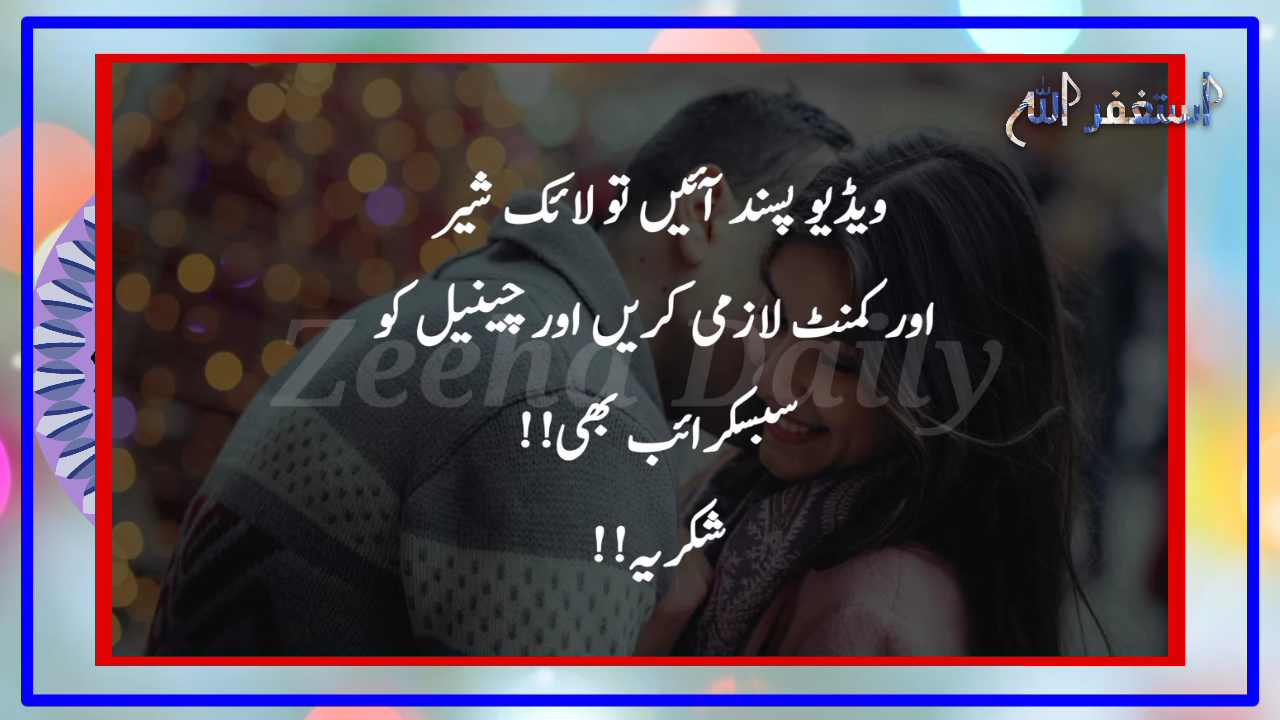 استغفر اللہ
ویڈیو پسند آئیں تو لائک شیر
اور کمنٹ لازمی کریں اور چینیل کو
سبسکرائب بھی!!
شکریہ!!
Zeeha Daily